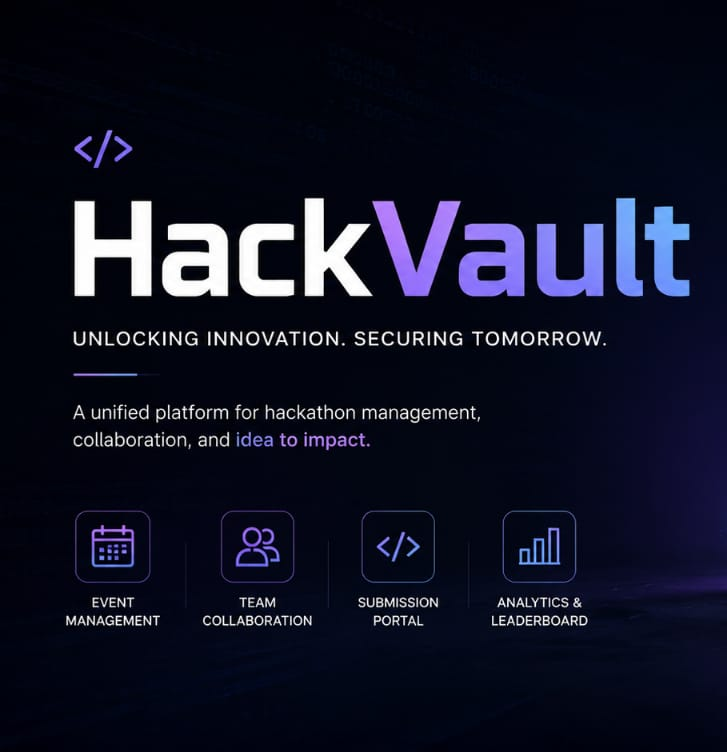 </>
HackVault
UNLOCKING INNOVATION. SECURING TOMORROW.
A unified platform for hackathon management,
collaboration, and idea to impact.
</>
EVENT
MANAGEMENT
TEAM
COLLABORATION
SUBMISSION
PORTAL
ANALYTICS &
LEADERBOARD